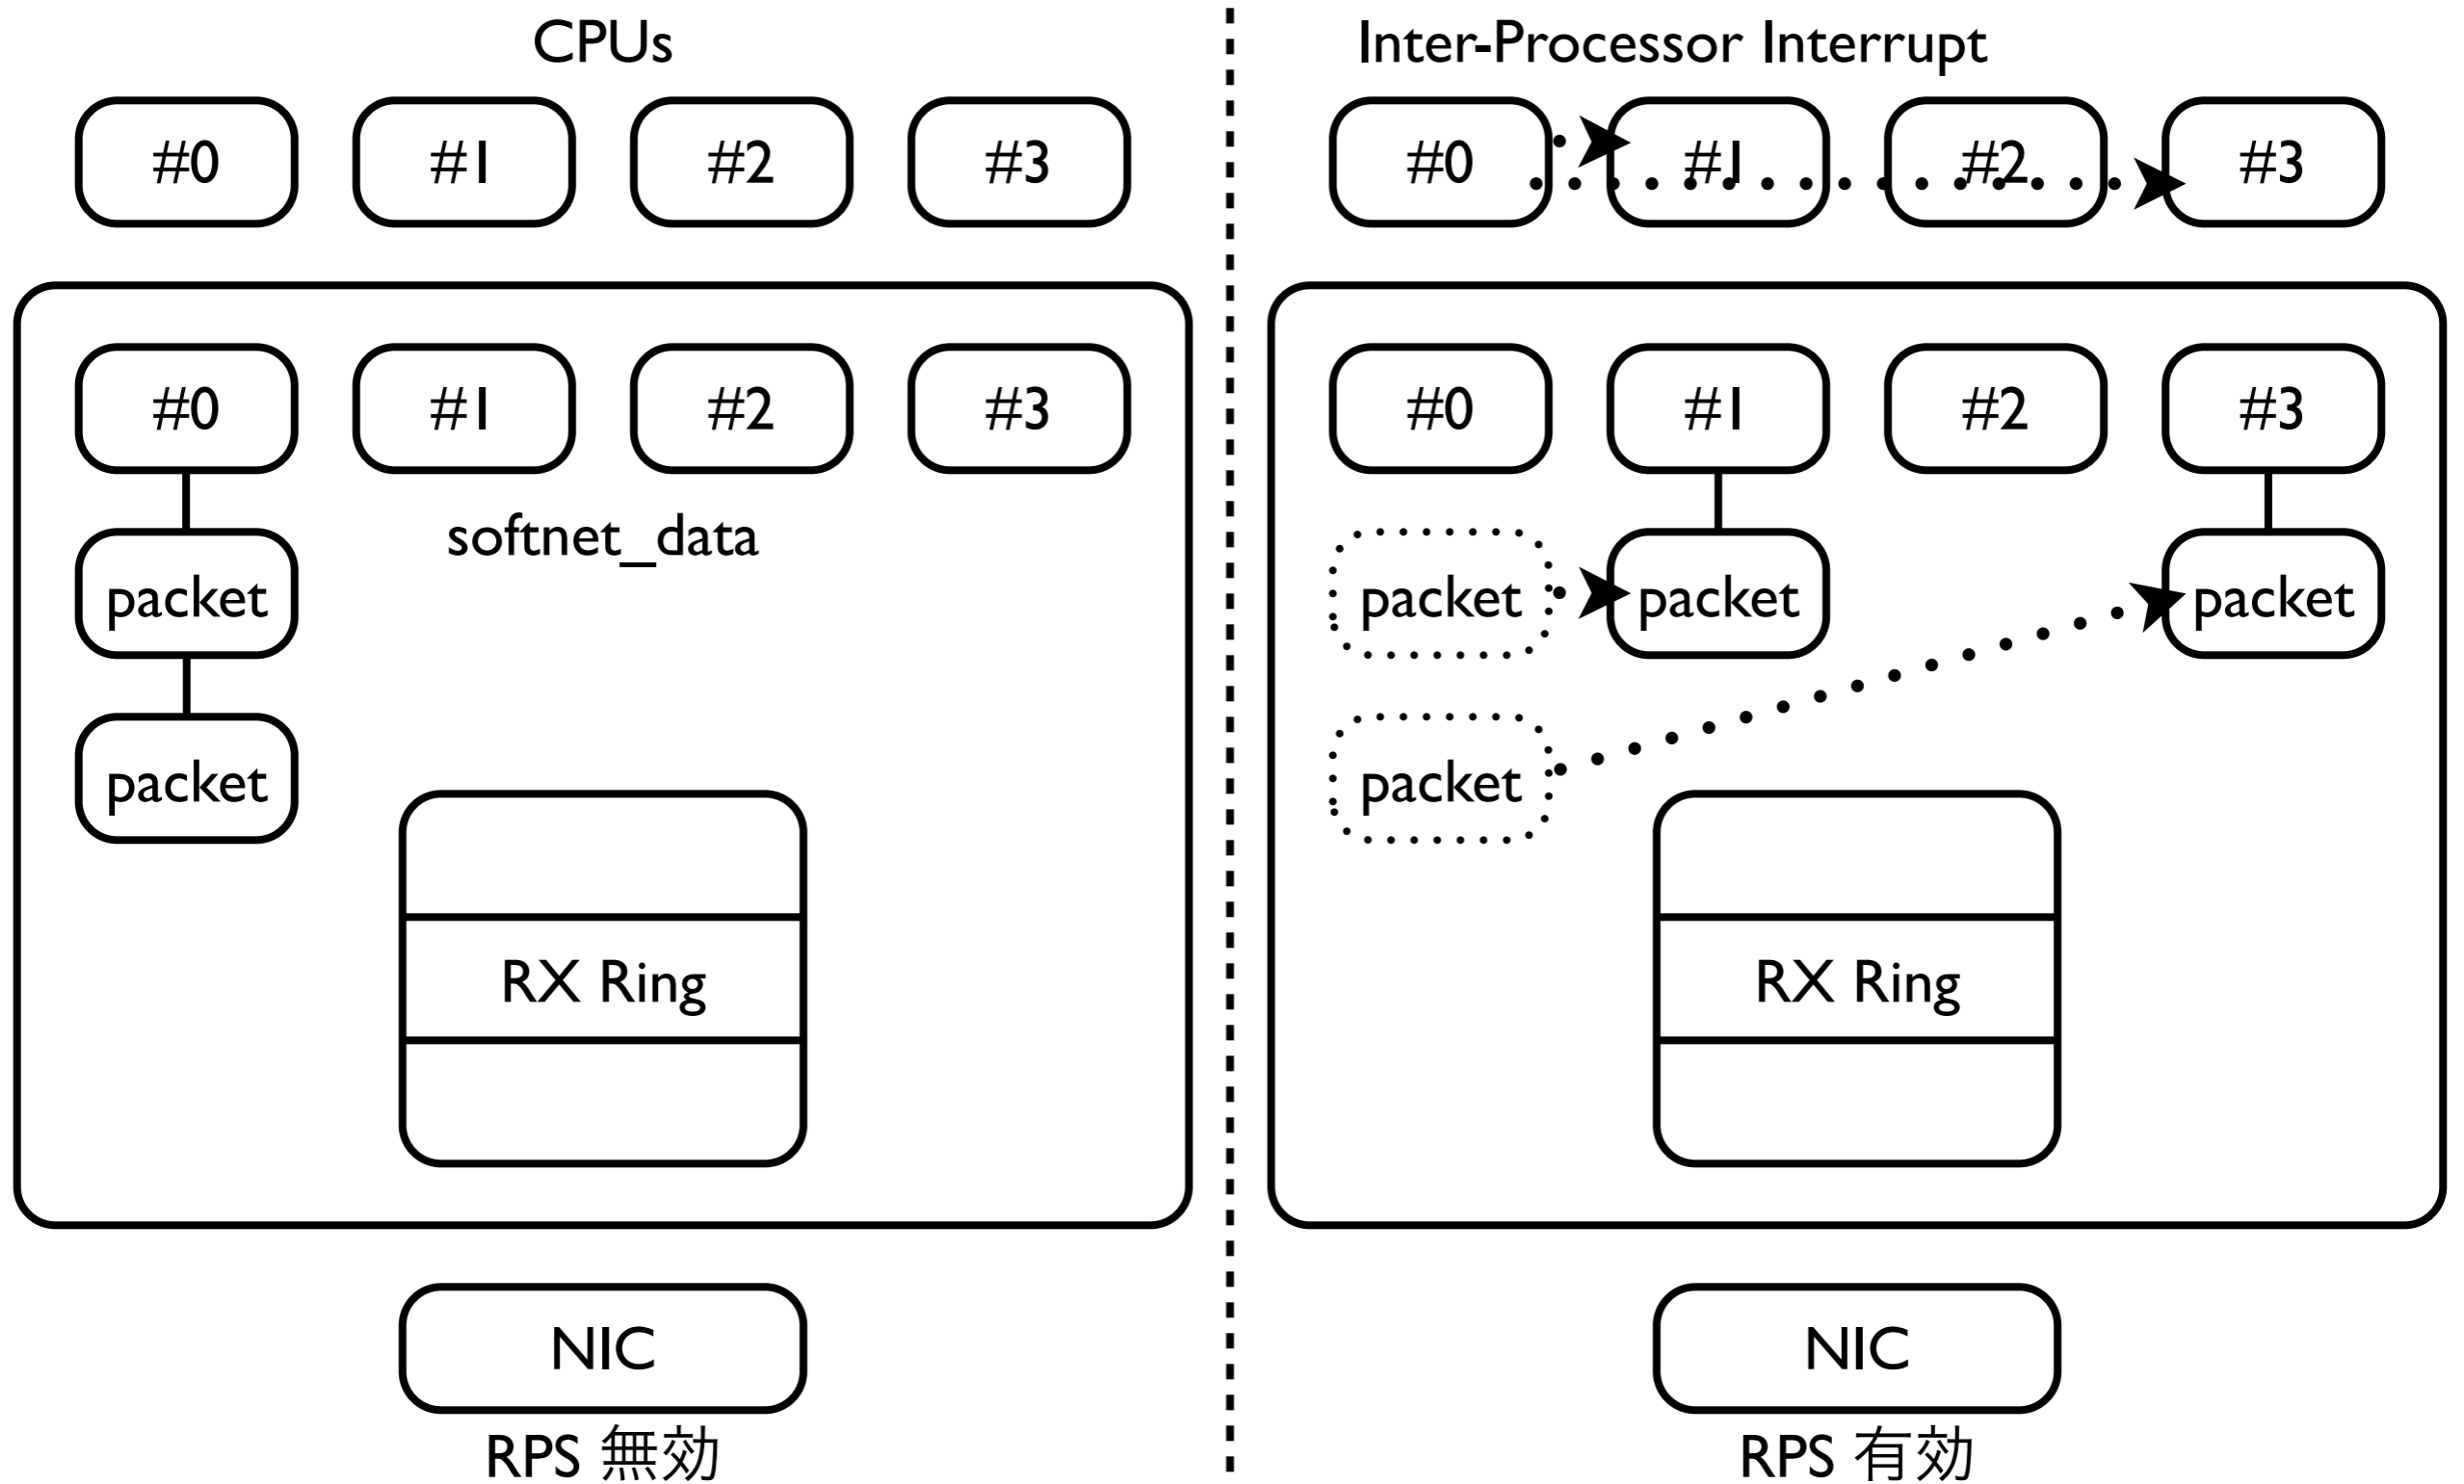 CPUs
#0 #1 #2 #3
#0 #1 #2 #3
softnet_data
packet
packet
RX Ring
NIC
RPS 無効
Inter-Processor Interrupt
#0 #1 #2 #3
#0 #1 #2 #3
packet packet packet
packet
RX Ring
NIC
RPS 有効